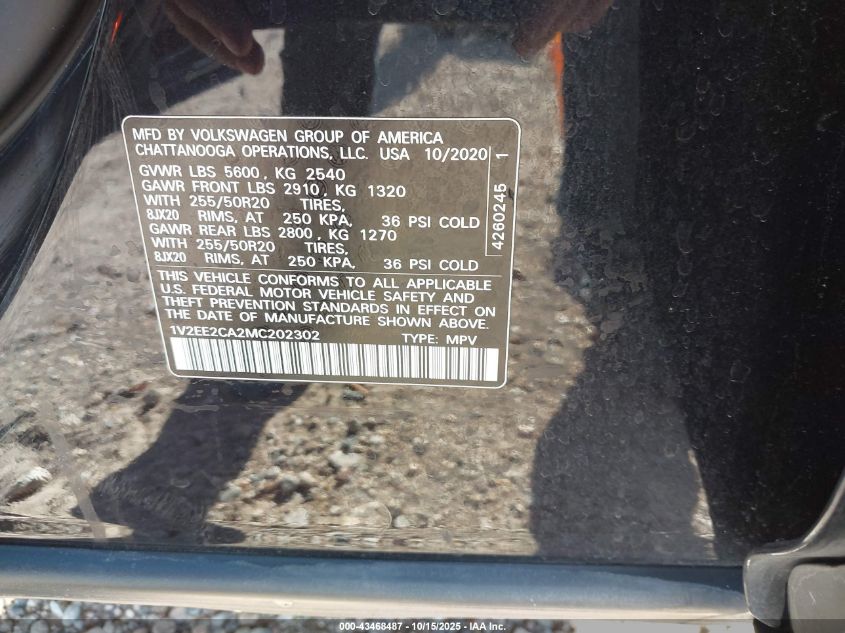 MFD BY VOLKSWAGEN GROUP OF AMERICA
CHATTANOOGA OPERATIONS, LLC. USA 10/2020
GVWR LBS 5600, KG 2540
GAWR FRONT LBS 2910, KG 1320
WITH 255/50R20 TIRES,
8JX20 RIMS, AT 250 KPA, 36 PSI COLD
GAWR REAR LBS 2800, KG 1270
WITH 255/50R20 TIRES,
8JX20 RIMS, AT 250 KPA, 36 PSI COLD
4260245 1
THIS VEHICLE CONFORMS TO ALL APPLICABLE
U.S. FEDERAL MOTOR VEHICLE SAFETY AND
THEFT PREVENTION STANDARDS IN EFFECT ON
THE DATE OF MANUFACTURE SHOWN ABOVE.
1V2EE2CA2MC202302 TYPE: MPV
000-43468487 - 10/15/2025 - IAA Inc.